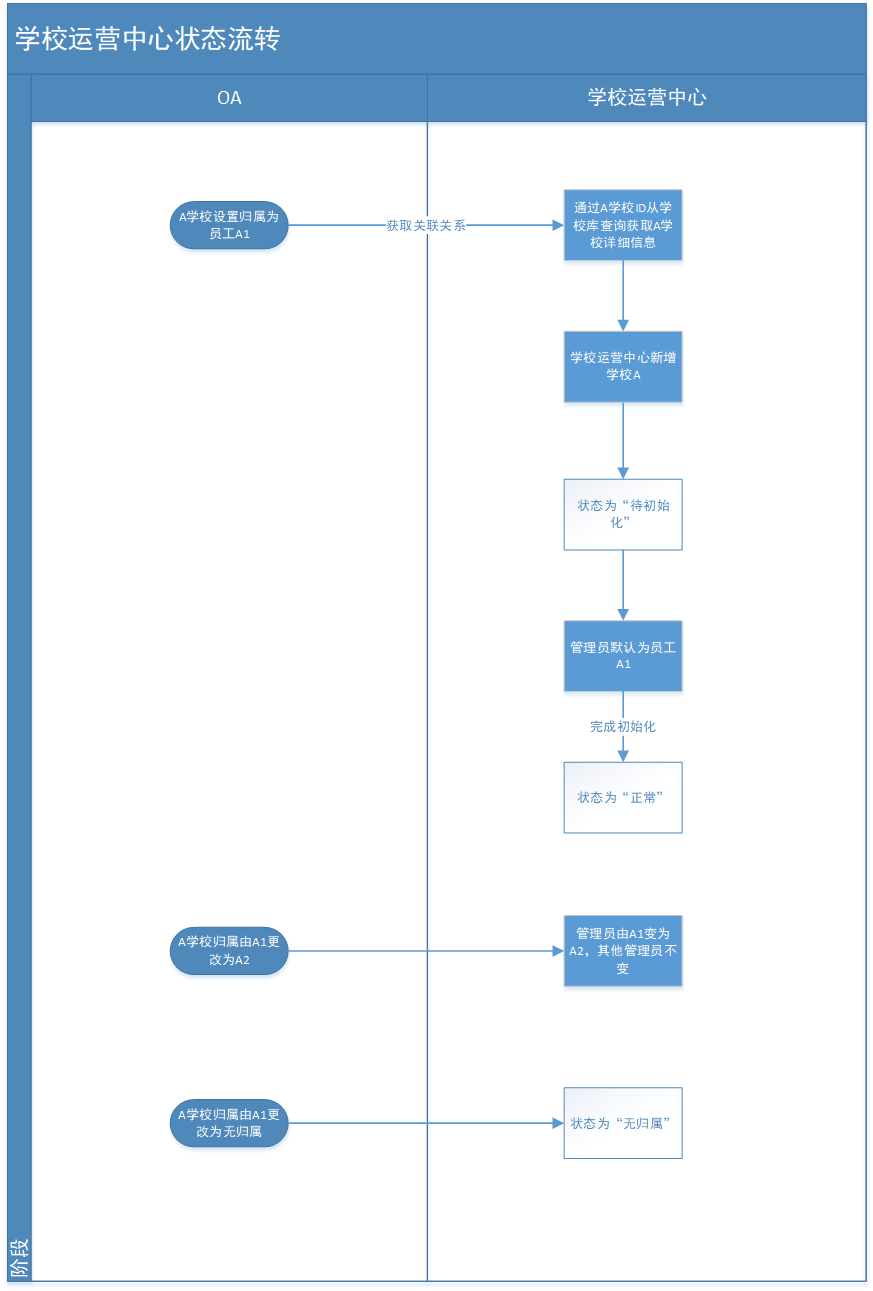 学校运营中心状态流转
OA
学校运营中心
A学校设置归属为
员工A1
获取关联关系
通过A学校ID从学
校库查询获取A学
校详细信息
学校运营中心新增
学校A
状态为“待初始
化”
管理员默认为员工
A1
完成初始化
状态为“正常”
A学校归属由A1更
改为A2
管理员由A1变为
A2，其他管理员不
变
A学校归属由A1更
改为无归属
状态为“无归属”
阶段